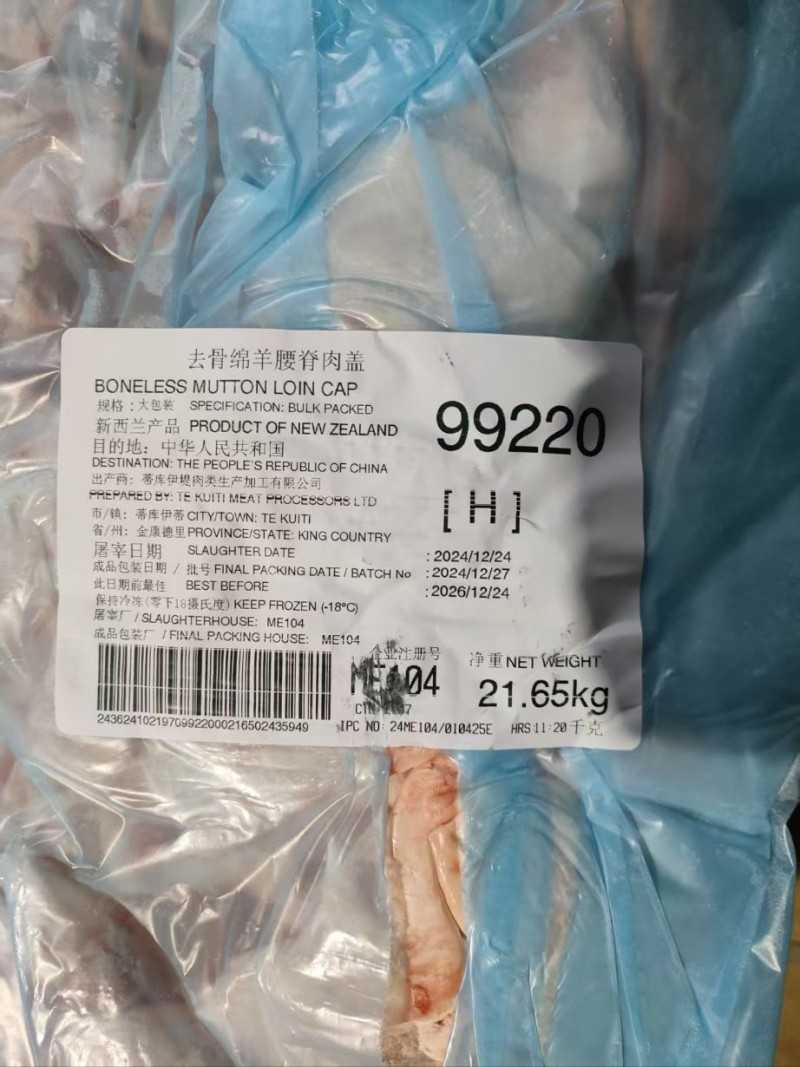 去骨绵羊腰脊肉盖
BONELESS MUTTON LOIN CAP
规格：大包装 SPECIFICATION: BULK PACKED
新西兰产品 PRODUCT OF NEW ZEALAND
99220
目的地：中华人民共和国
DESTINATION: THE PEOPLE'S REPUBLIC OF CHINA
出产商：蒂库伊堤肉类生产加工有限公司
PREPARED BY: TE KUITI MEAT PROCESSORS LTD
[ H ]
市/镇：蒂库伊蒂 CITY/TOWN: TE KUITI
省/州：金康德里 PROVINCE/STATE: KING COUNTRY
屠宰日期 SLAUGHTER DATE : 2024/12/24
成品包装日期 / 批号 FINAL PACKING DATE / BATCH No : 2024/12/27
此日期前最佳 BEST BEFORE : 2026/12/24
保持冷冻(零下18摄氏度) KEEP FROZEN (-18ºC)
屠宰厂 / SLAUGHTERHOUSE: ME104
成品包装厂 / FINAL PACKING HOUSE: ME104
企业注册号
ME104
净重 NET WEIGHT
21.65kg
2436241021970992200021650243594​9
IPC NO: 24ME104/010425E HRS 11:20 千克